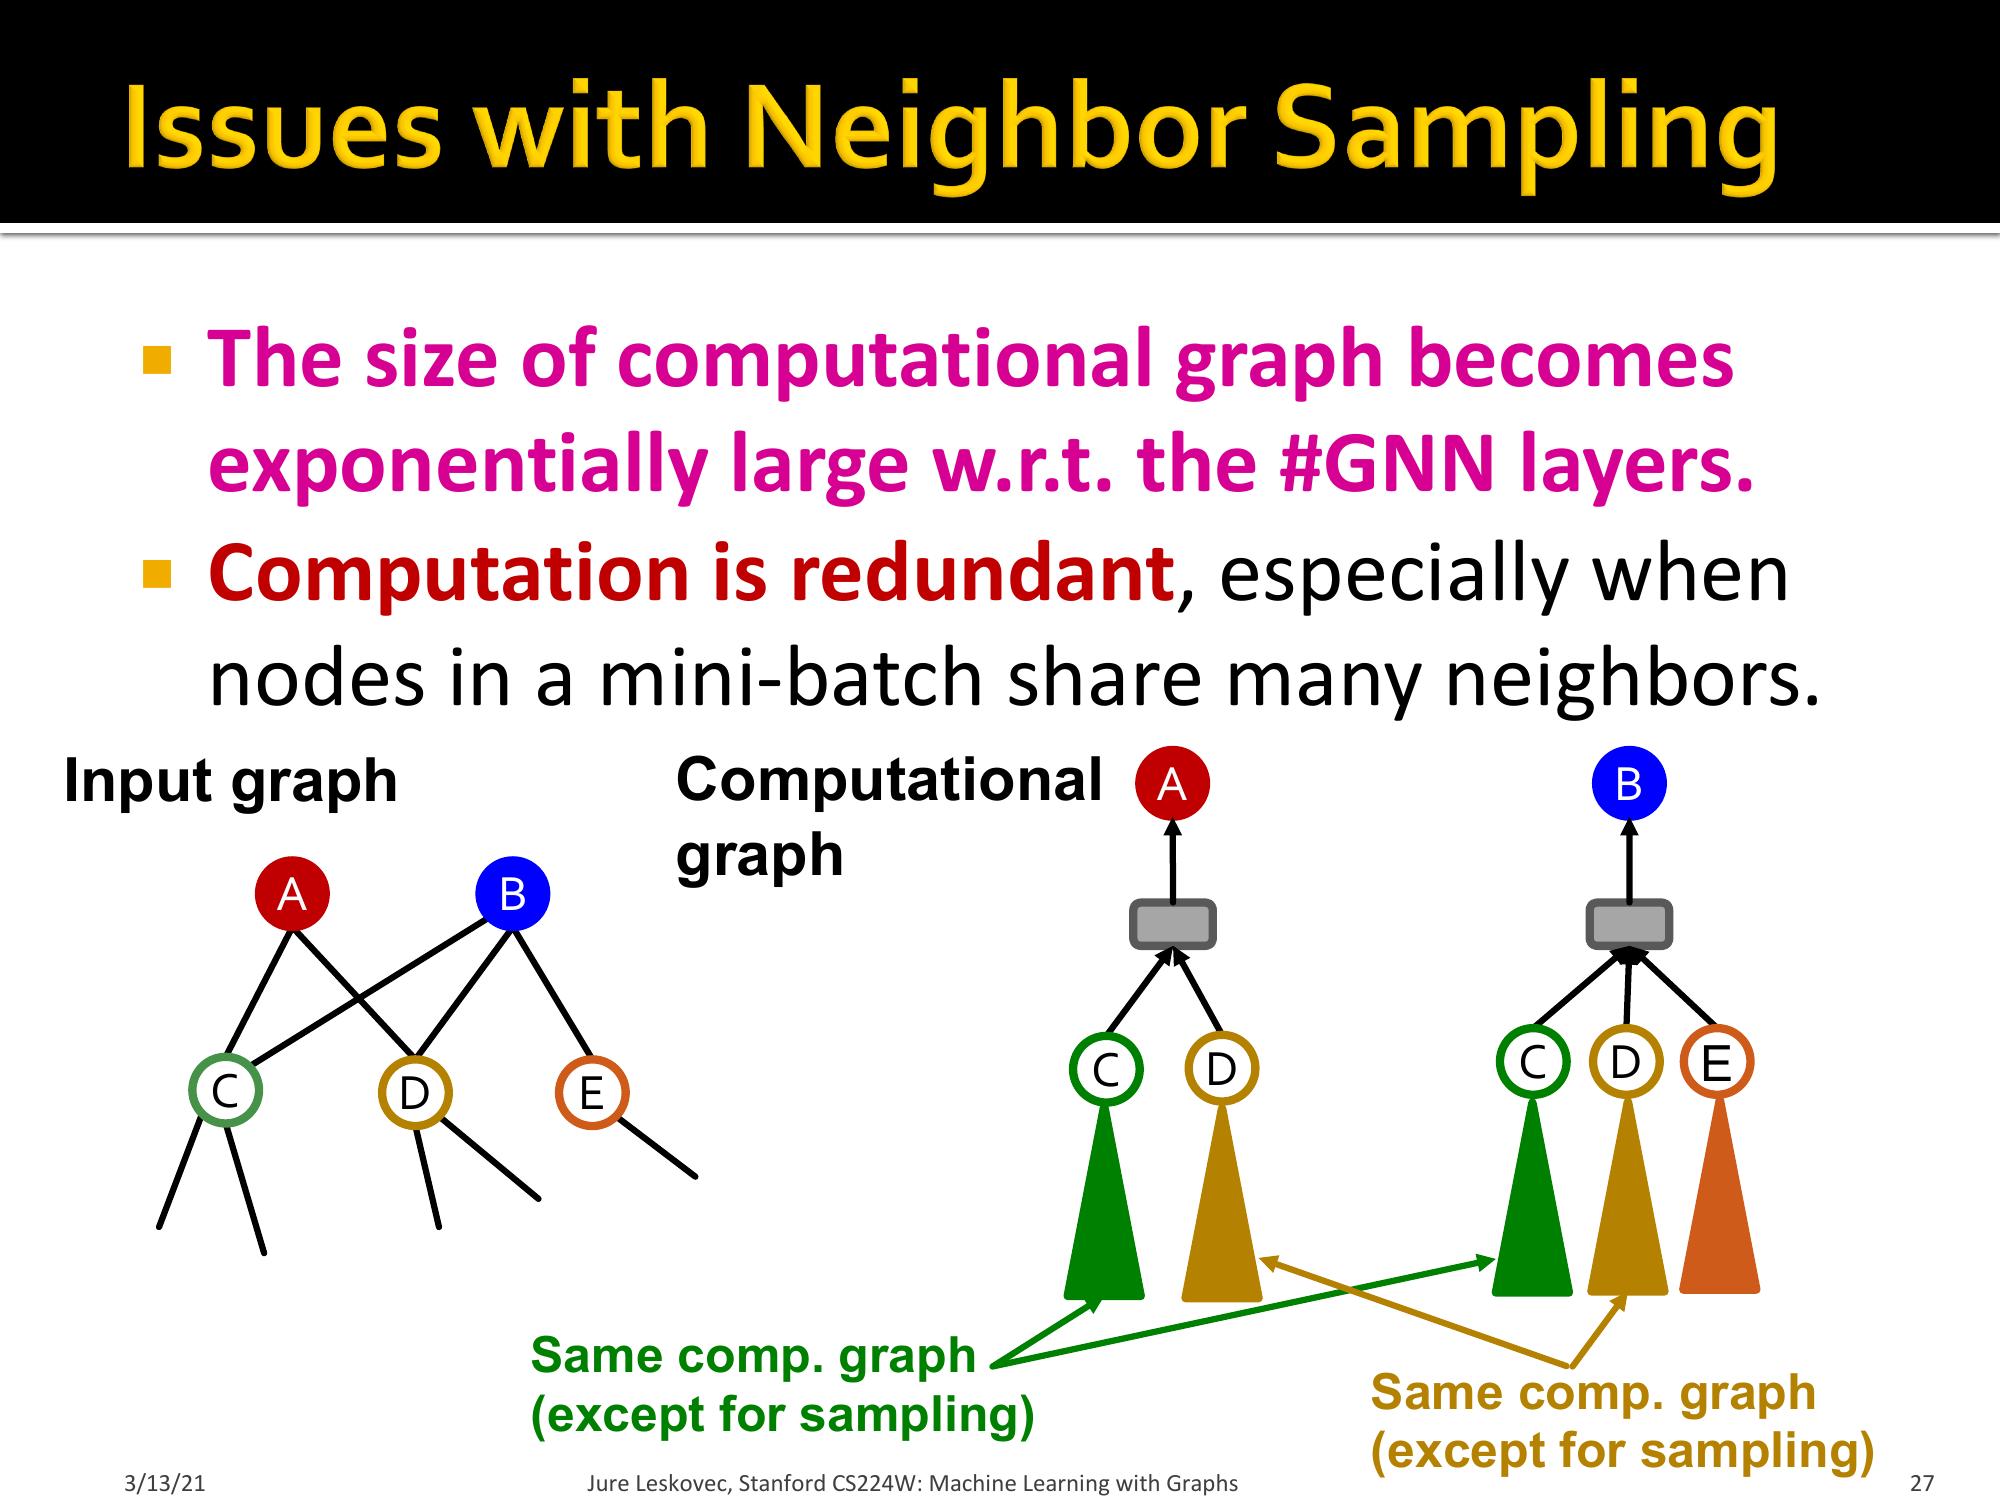 Issues with Neighbor Sampling
The size of computational graph becomes
exponentially large w.r.t. the #GNN layers.
Computation is redundant, especially when
nodes in a mini-batch share many neighbors.
Input graph
A
B
C
D
E
Computational
graph
A
B
C
D
C
D
E
Same comp. graph
(except for sampling)
Same comp. graph
(except for sampling)
3/13/21
Jure Leskovec, Stanford CS224W: Machine Learning with Graphs
27